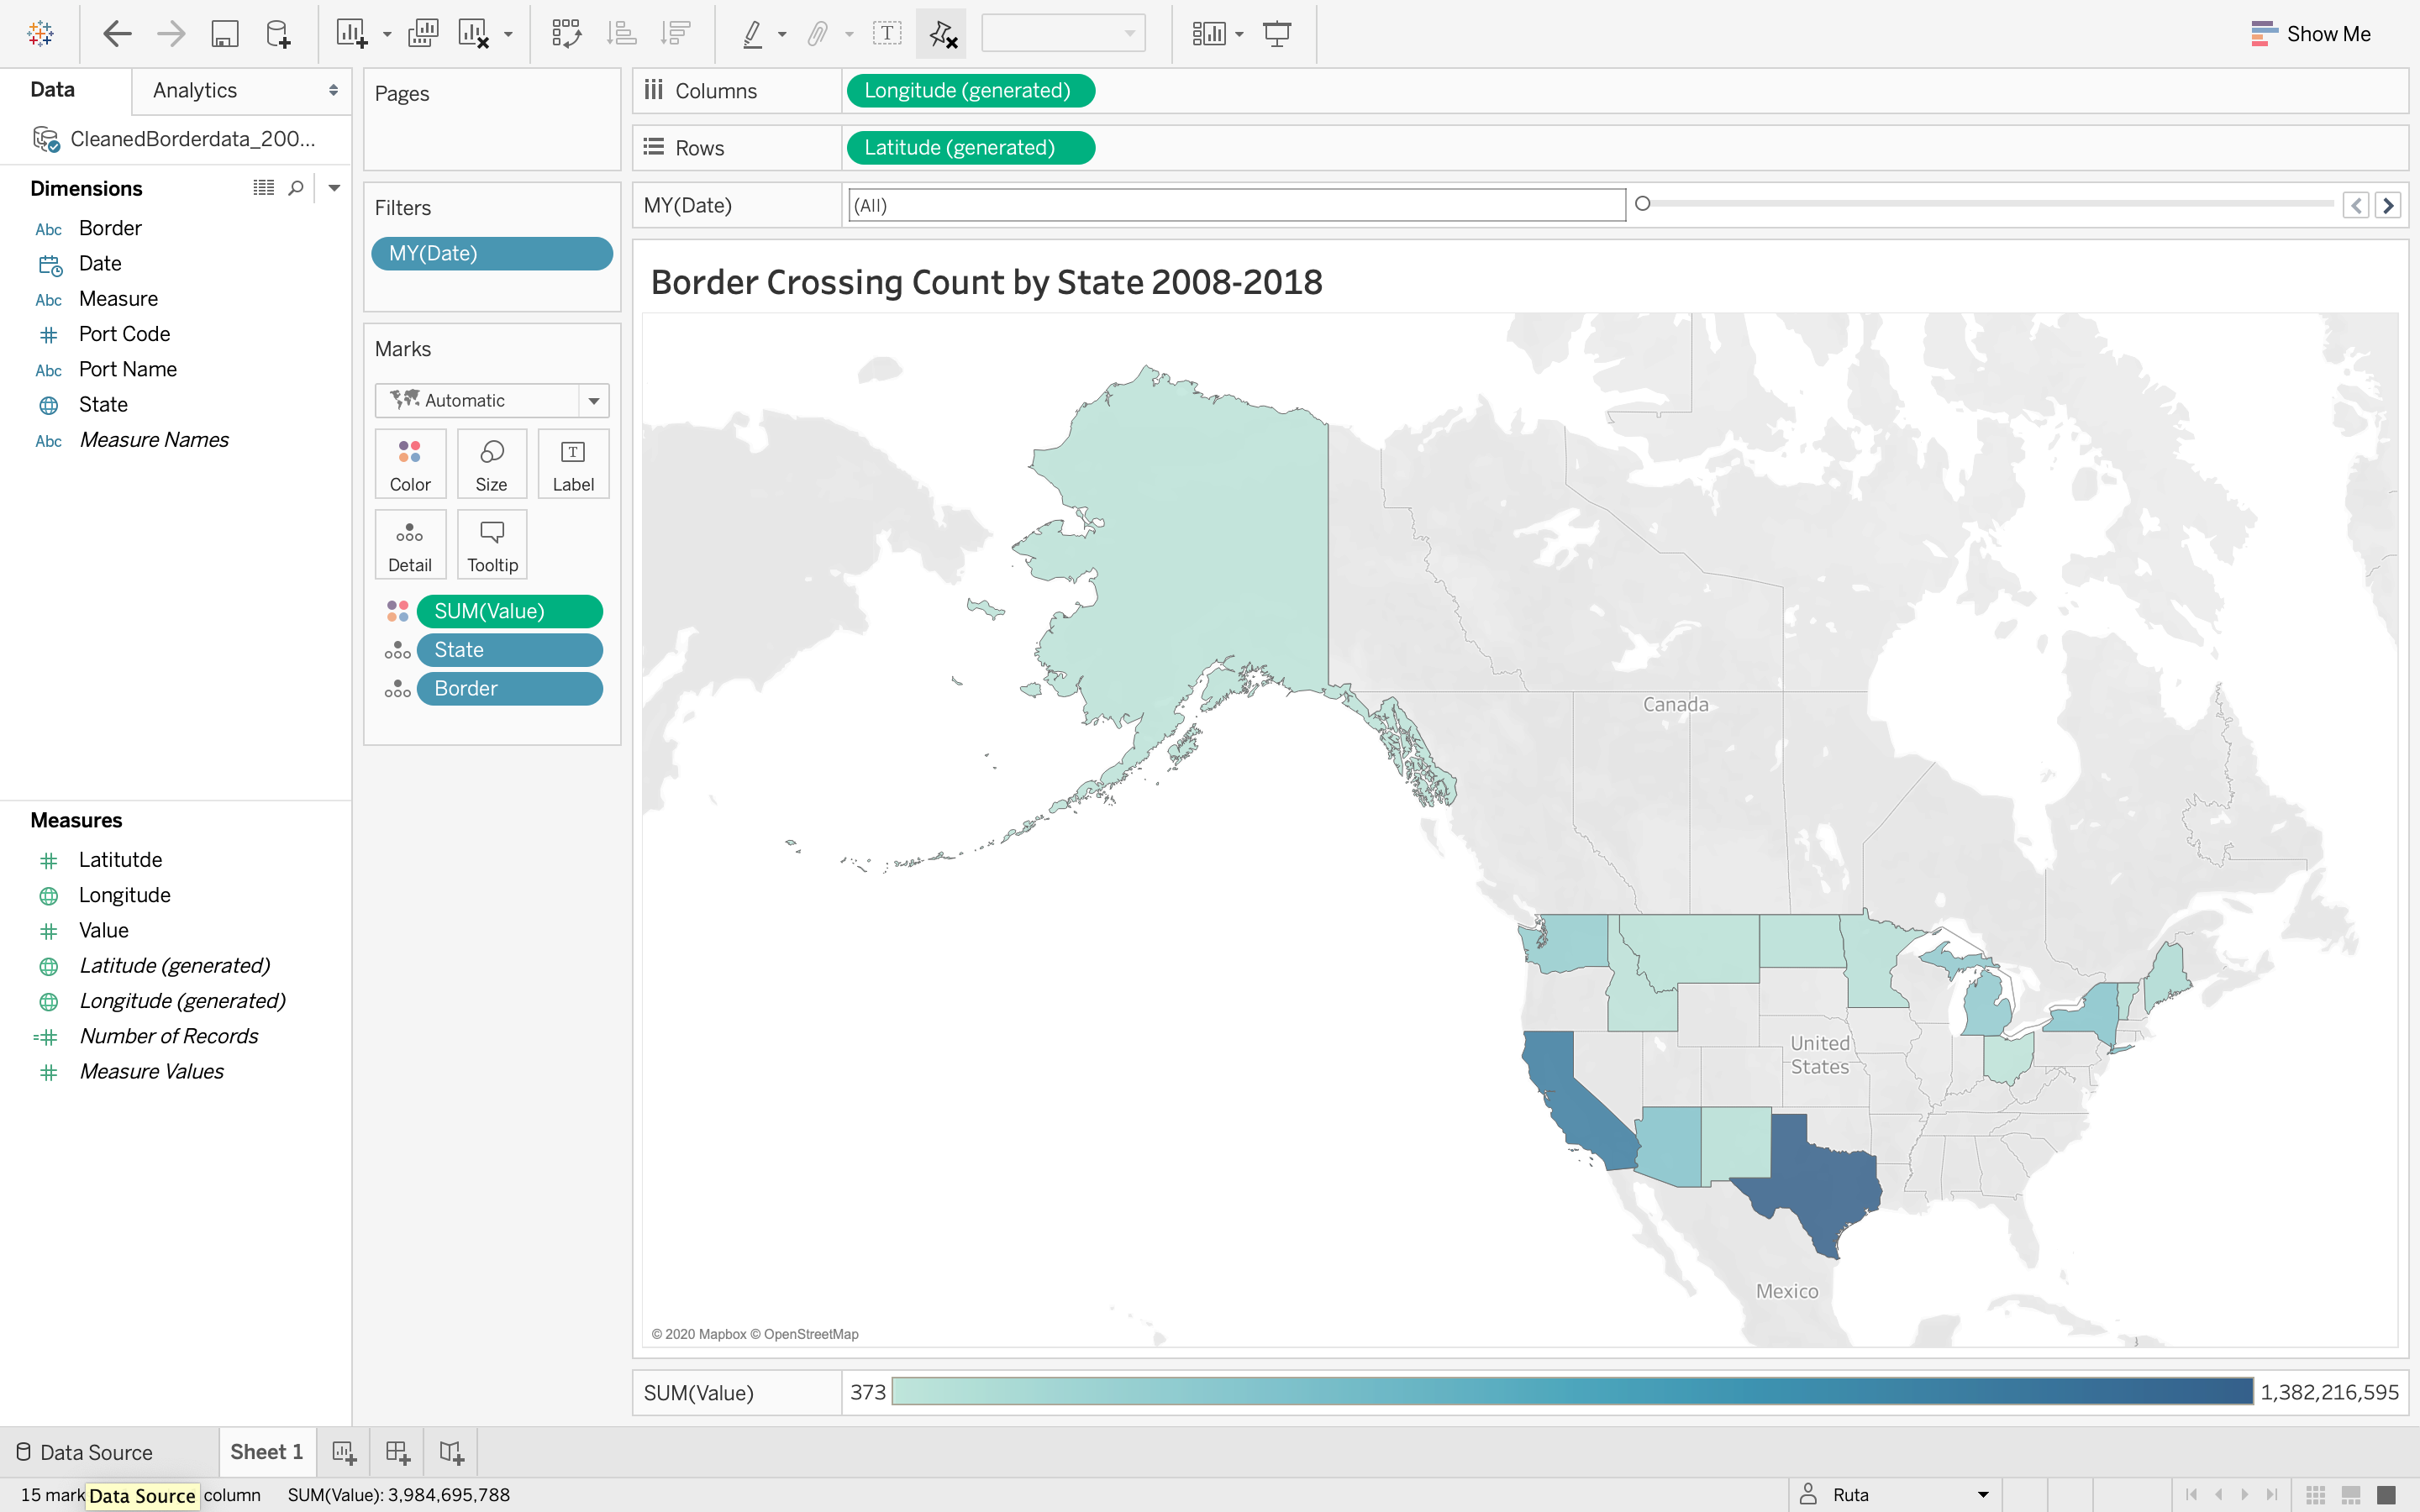 Show Me
Data
Analytics
CleanedBorderdata_200...
Dimensions
Abc Border
Date
Abc Measure
Port Code
Abc Port Name
State
Abc Measure Names
Measures
Latitutde
Longitude
Value
Latitude (generated)
Longitude (generated)
Number of Records
Measure Values
Pages
Filters
MY(Date)
Marks
Automatic
Color Size Label
Detail Tooltip
SUM(Value)
State
Border
Columns Longitude (generated)
Rows Latitude (generated)
MY(Date) (All)
Border Crossing Count by State 2008-2018
Canada
United
States
Mexico
© 2020 Mapbox © OpenStreetMap
SUM(Value) 373 1,382,216,595
Data Source Sheet 1
15 mark Data Source column SUM(Value): 3,984,695,788 Ruta